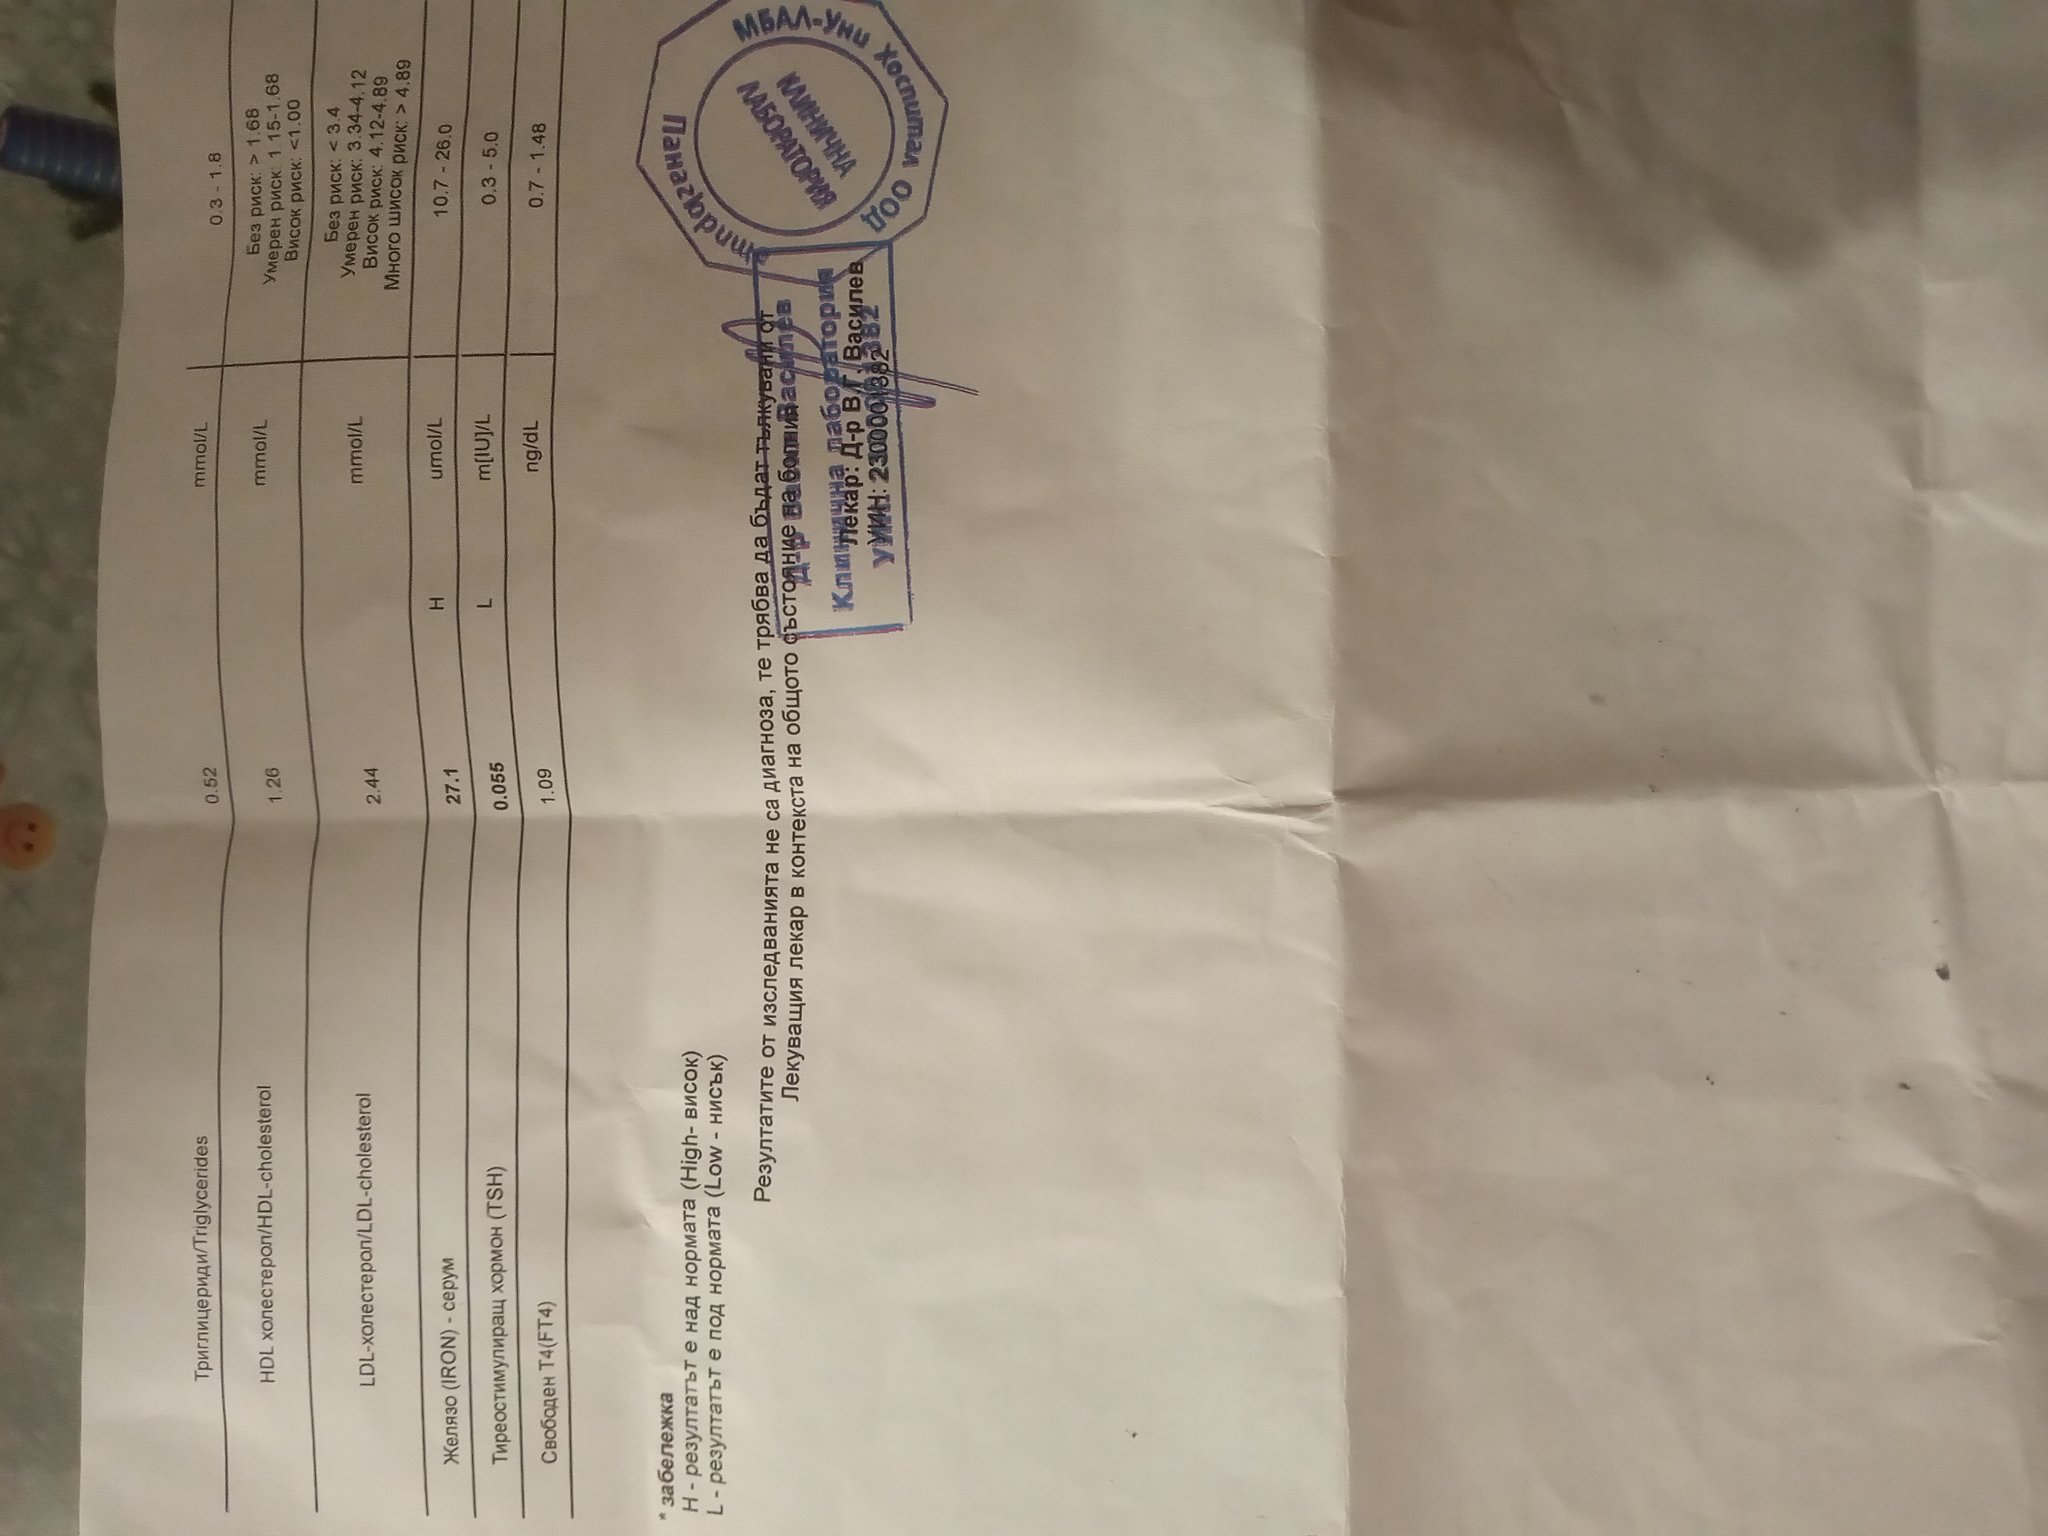 Триглицериди/Triglycerides 0.52 mmol/L 0.3 - 1.8
HDL холестерол/HDL-cholesterol 1.26 mmol/L Без риск: > 1.68
Умерен риск: 1.15-1.68
Висок риск: <1.00
LDL-холестерол/LDL-cholesterol 2.44 mmol/L Без риск: < 3.4
Умерен риск: 3.34-4.12
Висок риск: 4.12-4.89
Много шисок риск: > 4.89
Желязо (IRON) - серум 27.1 H umol/L 10.7 - 26.0
Тиреостимулиращ хормон (TSH) 0.055 L m[IU]/L 0.3 - 5.0
Свободен Т4(FT4) 1.09 ng/dL 0.7 - 1.48
* забележка
H - резултатът е над нормата (High- висок)
L - резултатът е под нормата (Low - нисък)
Резултатите от изследванията не са диагноза, те трябва да бъдат тълкувани от
Лекуващия лекар в контекста на общото състояние на болния
Лекар: Д-р В.Г. Василев
УИН: 2300001382
Д-р Васил Василев
Клинична лаборатория
МБАЛ-Уни Хоспитал ООД
КЛИНИЧНА
ЛАБОРАТОРИЯ